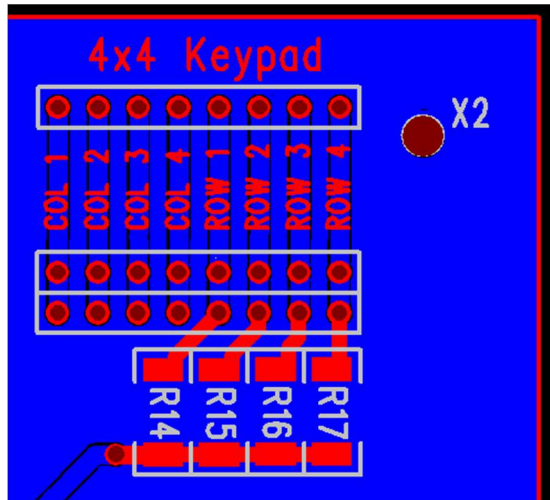 4x4 Keypad
X2
COL 1
COL 2
COL 3
COL 4
ROW 1
ROW 2
ROW 3
ROW 4
R14
R15
R16
R17